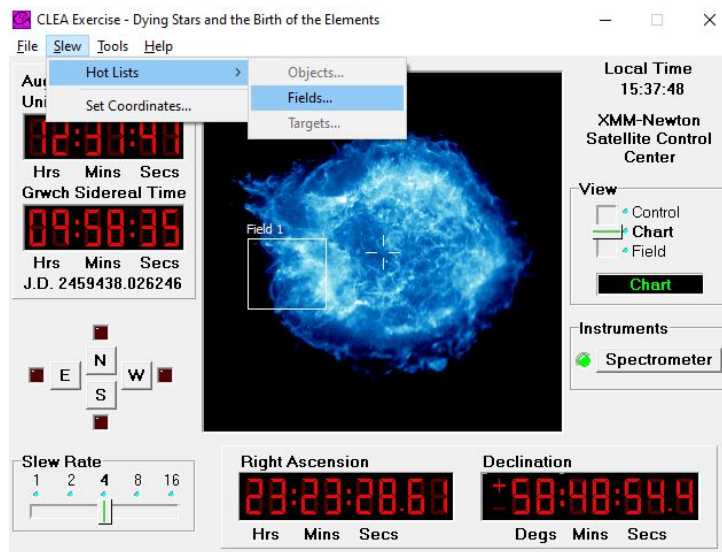 CLEA Exercise - Dying Stars and the Birth of the Elements
File Slew Tools Help
Hot Lists
Set Coordinates...
Objects...
Fields...
Targets...
12:31:41
Hrs Mins Secs
Grwch Sidereal Time
09:58:35
Hrs Mins Secs
J.D. 2459438.026246
N
E W
S
Slew Rate
1 2 4 8 16
Field 1
Local Time
15:37:48
XMM-Newton
Satellite Control
Center
View
Control
Chart
Field
Chart
Instruments
Spectrometer
Right Ascension
23:23:28.61
Hrs Mins Secs
Declination
+58:48:54.4
Degs Mins Secs